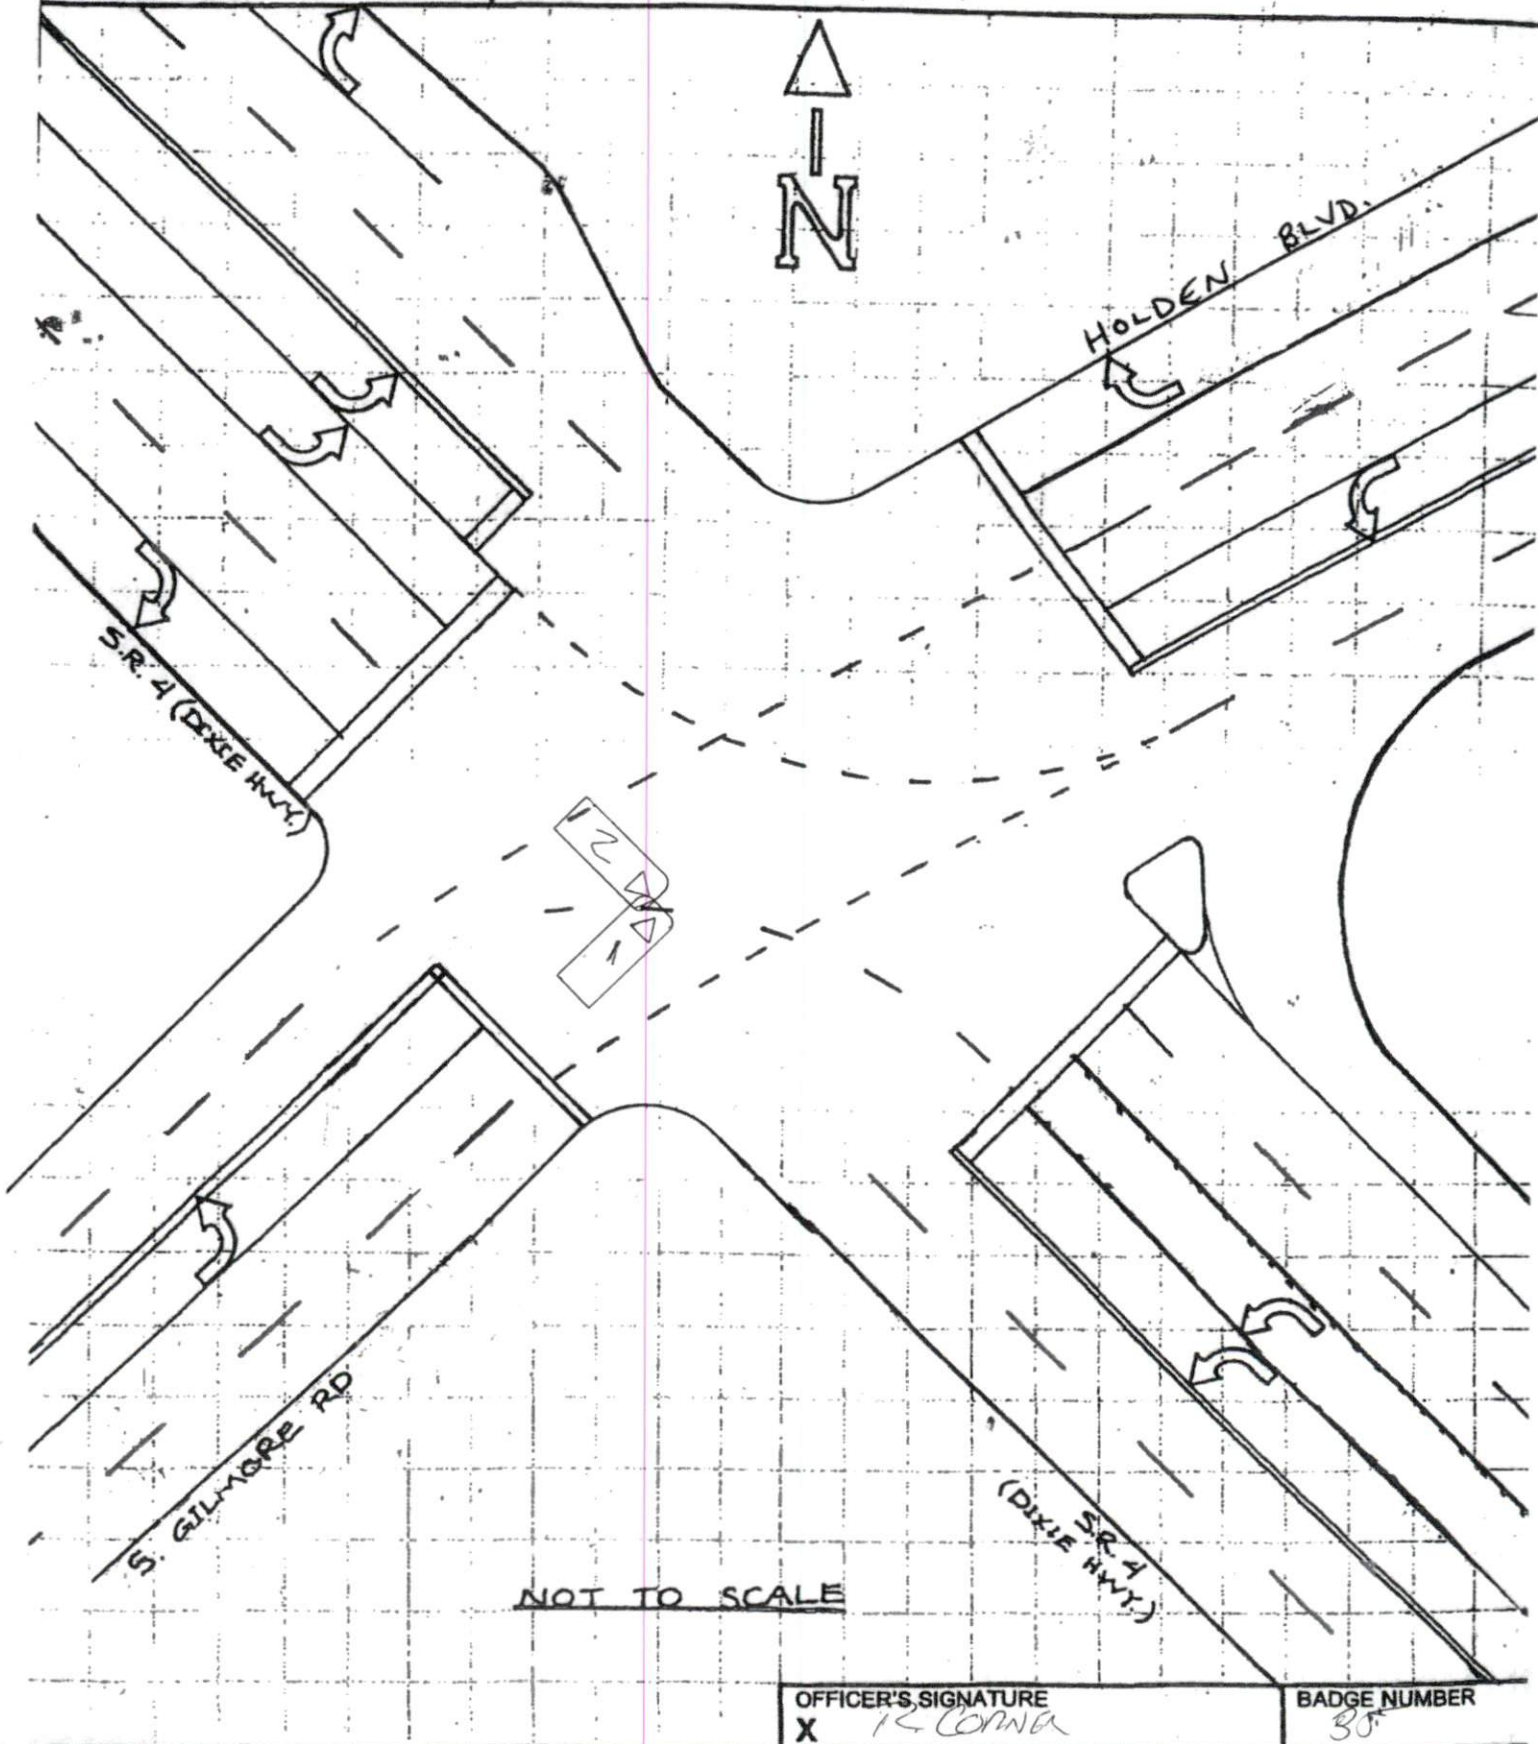 N
HOLDEN BLVD.
S.R. 4 (DIXIE HWY.)
2
1
S. GILMORE RD
S.R. 4
(DIXIE HWY.)
NOT TO SCALE
OFFICER'S SIGNATURE
X R CORNER
BADGE NUMBER